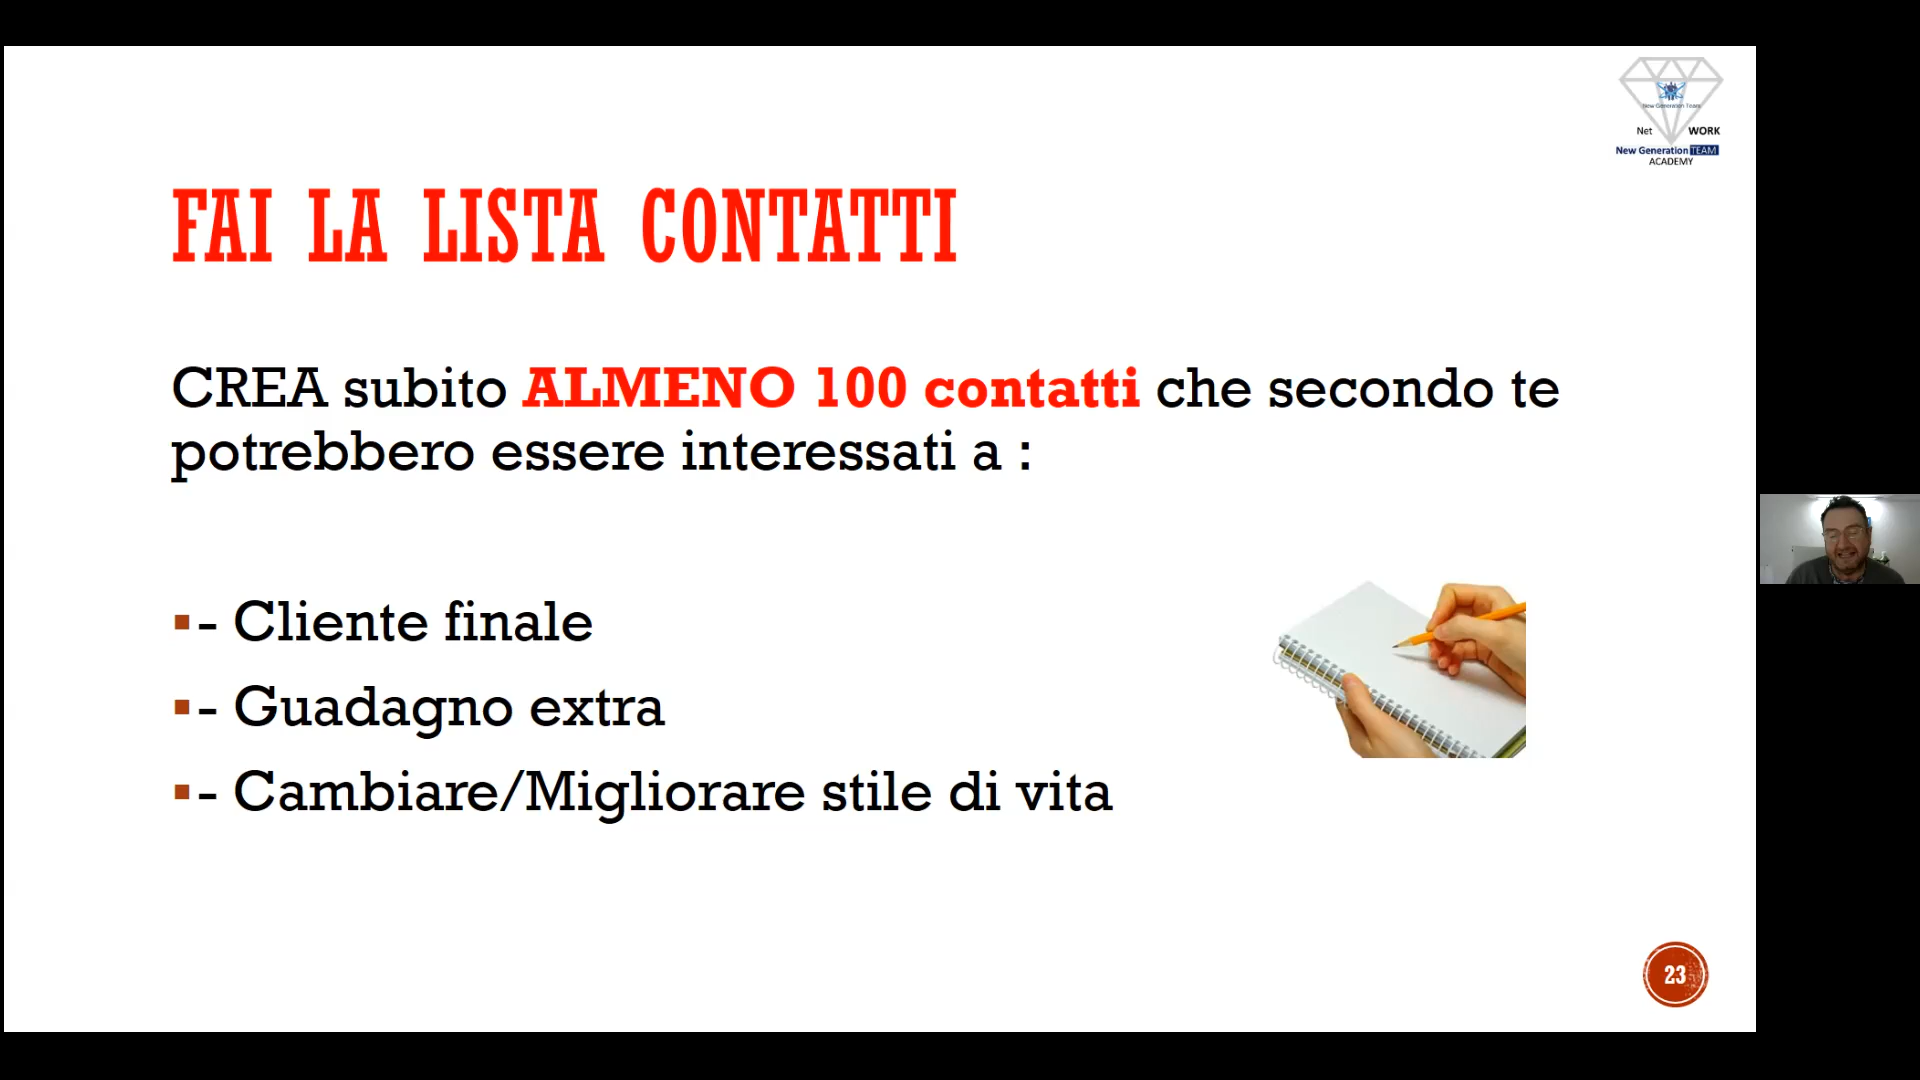 New Generation Team
Net WORK
New Generation TEAM
ACADEMY
FAI LA LISTA CONTATTI
CREA subito ALMENO 100 contatti che secondo te
potrebbero essere interessati a :
- Cliente finale
- Guadagno extra
- Cambiare/Migliorare stile di vita
23